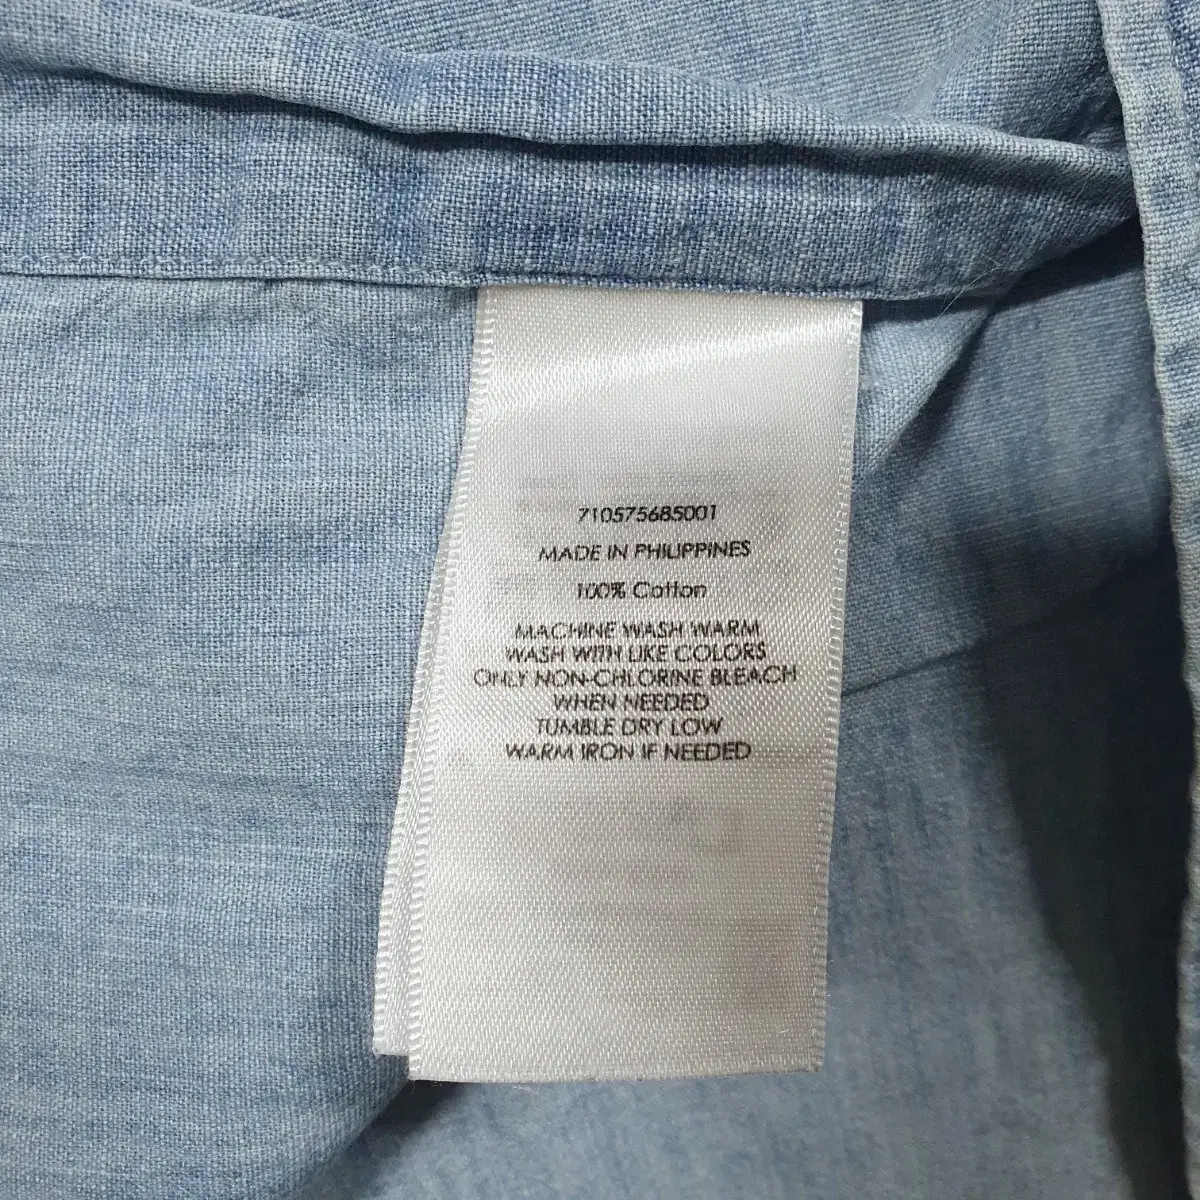 710575685001
MADE IN PHILIPPINES
100% Cotton
MACHINE WASH WARM
WASH WITH LIKE COLORS
ONLY NON-CHLORINE BLEACH
WHEN NEEDED
TUMBLE DRY LOW
WARM IRON IF NEEDED